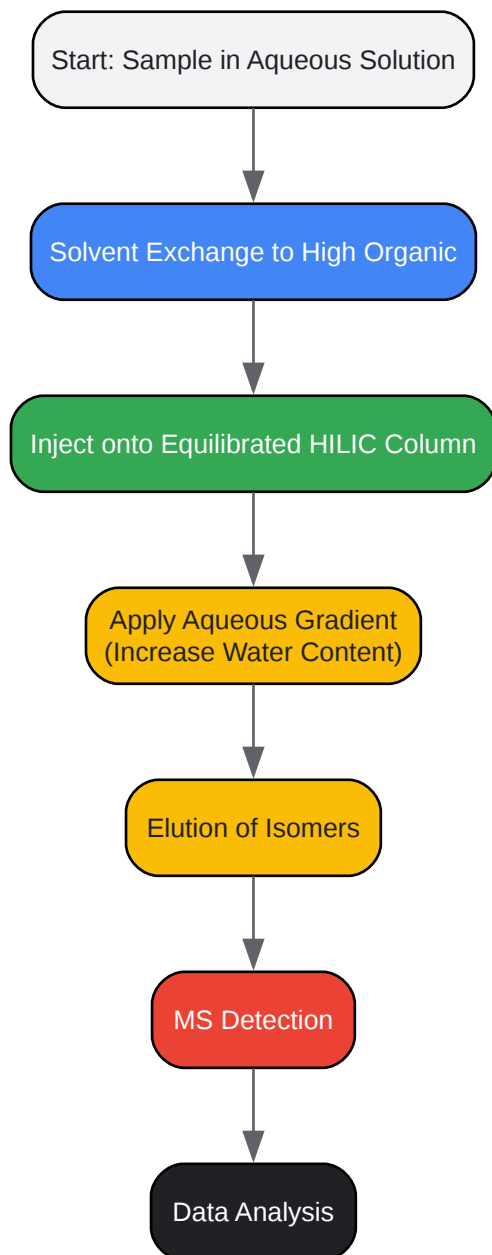 Start: Sample in Aqueous Solution
Solvent Exchange to High Organic
Inject onto Equilibrated HILIC Column
Apply Aqueous Gradient
(Increase Water Content)
Elution of Isomers
MS Detection
Data Analysis